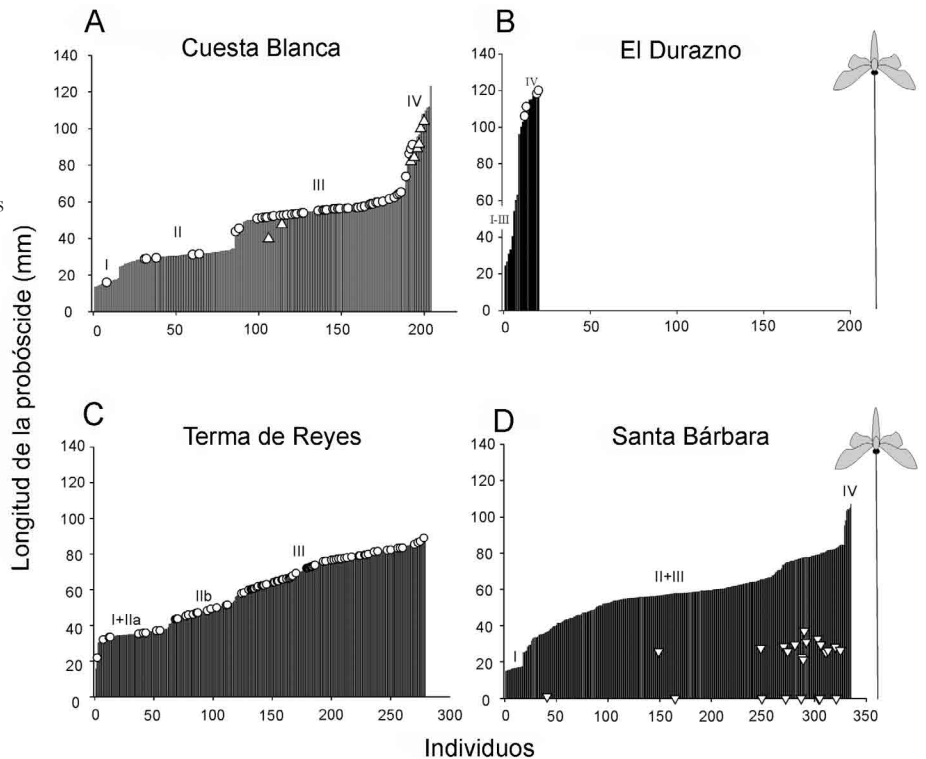 A
Cuesta Blanca
140
120
100
80
60
40
20
0
I
II
III
IV
0 50 100 150 200
B
El Durazno
140
120
100
80
60
40
20
0
I-III
IV
0 50 100 150 200
s
Longitud de la probóscide (mm)
C
Terma de Reyes
140
120
100
80
60
40
20
0
I+IIa
IIb
III
0 50 100 150 200 250 300
D
Santa Bárbara
140
120
100
80
60
40
20
0
I
II+III
IV
0 50 100 150 200 250 300 350
Individuos